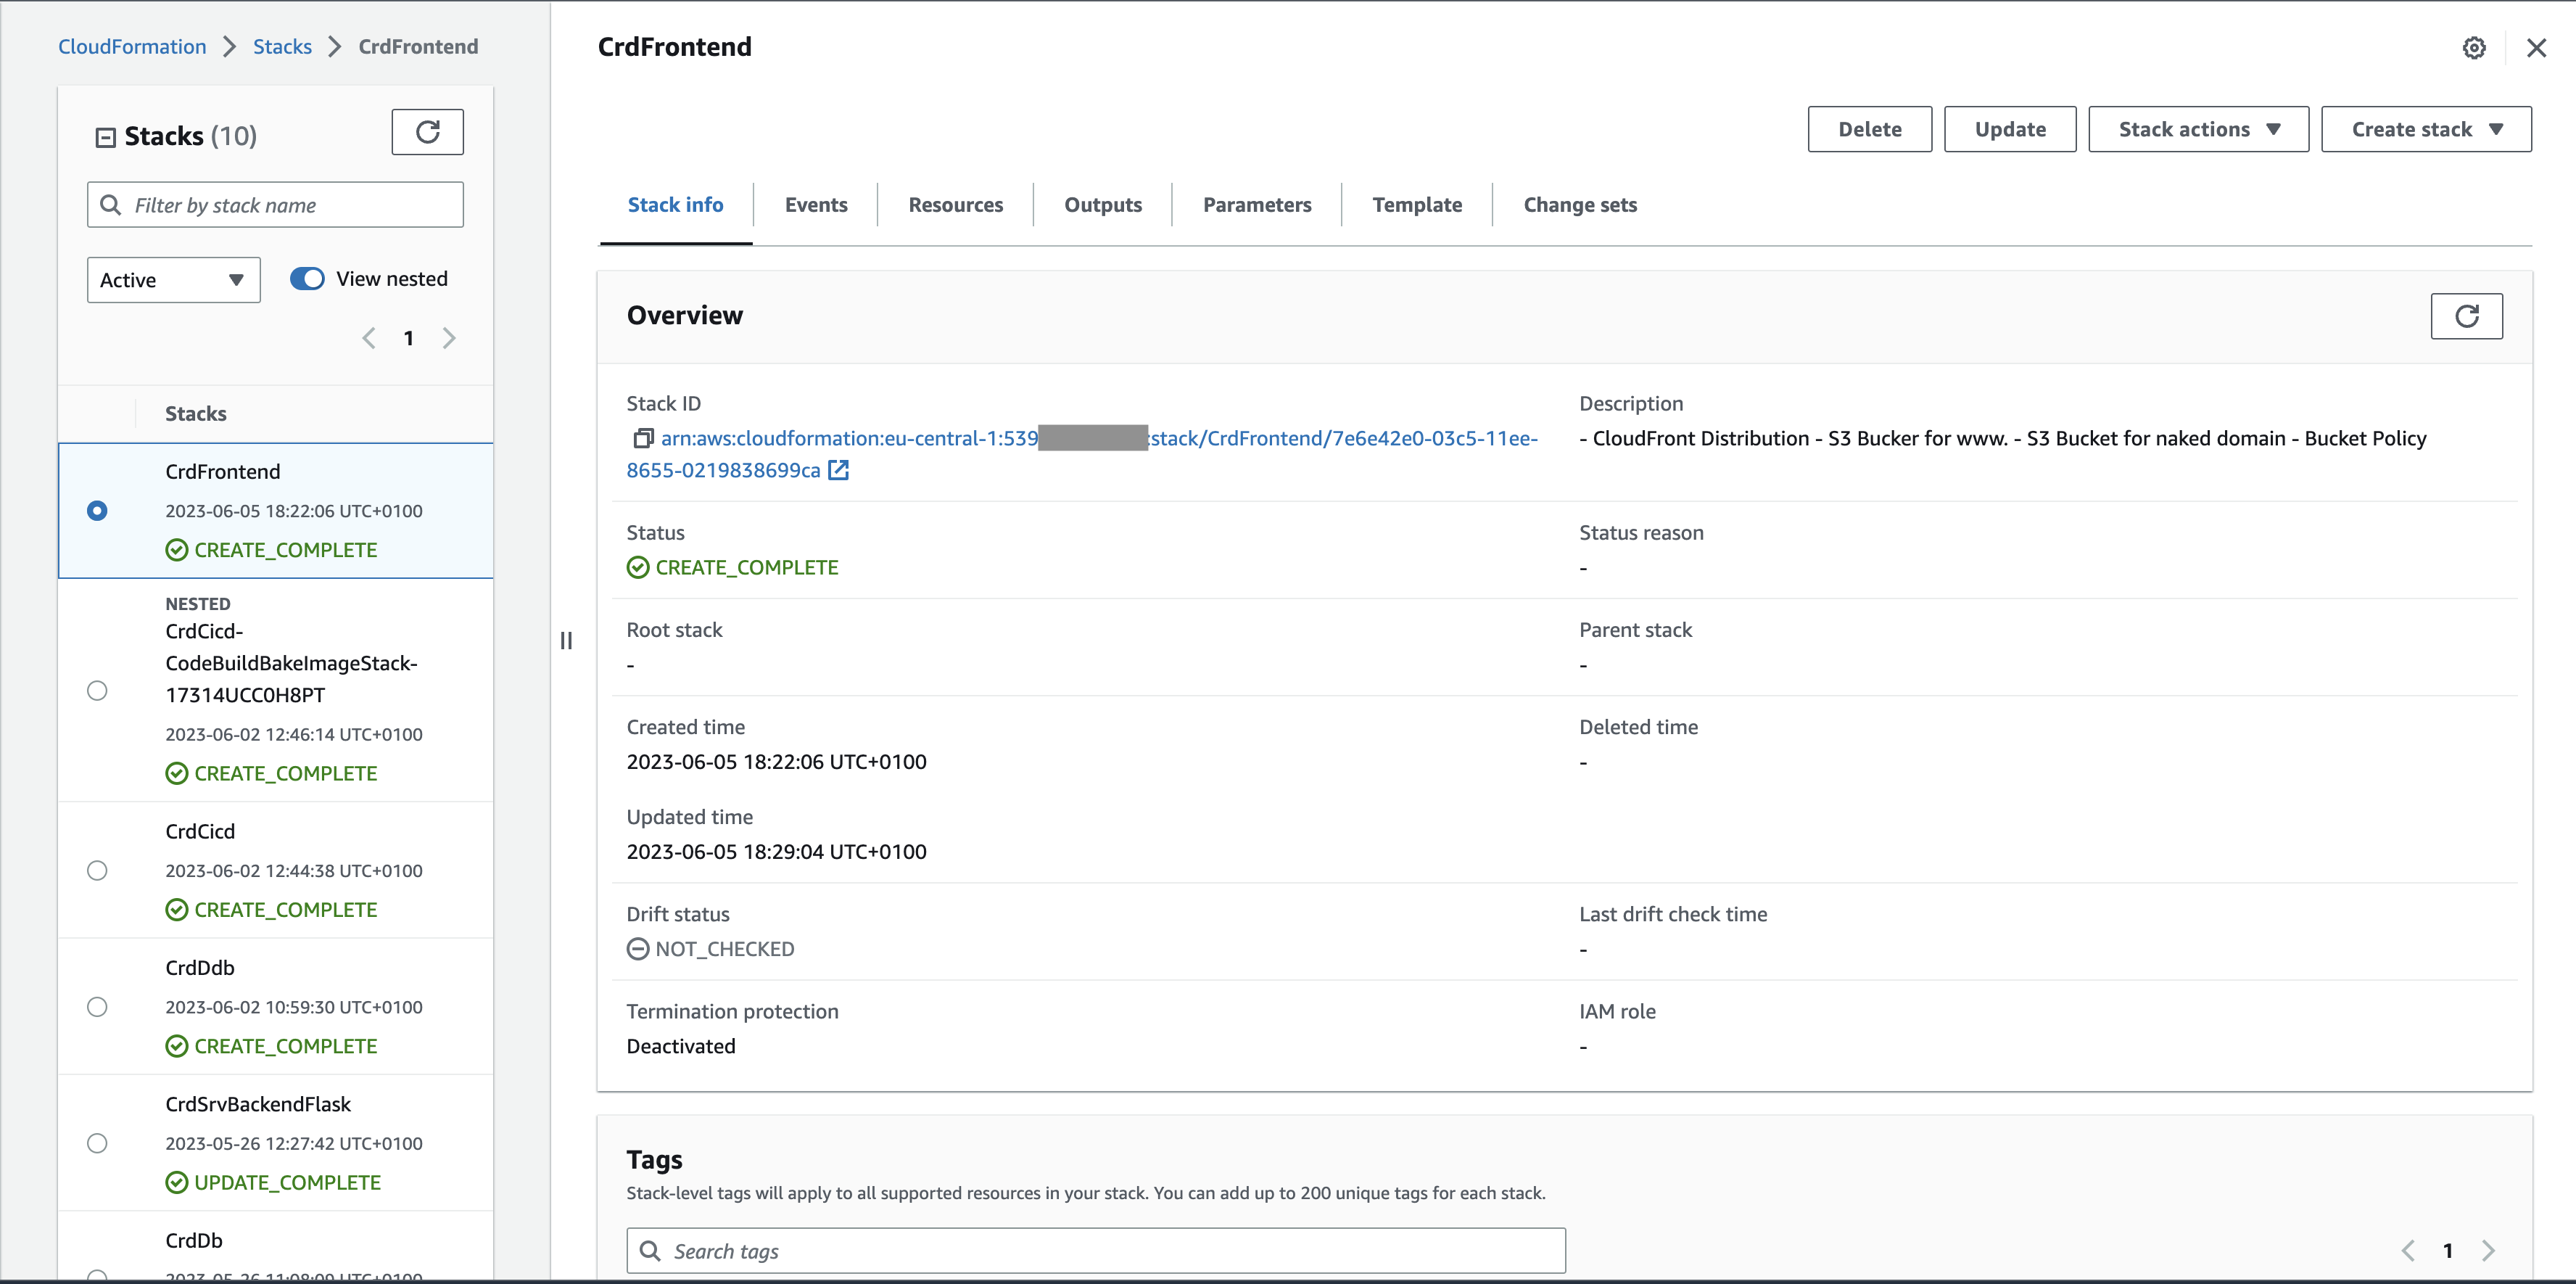 CloudFormation > Stacks > CrdFrontend
Stacks (10)
Filter by stack name
Active
View nested
1
Stacks
CrdFrontend
2023-06-05 18:22:06 UTC+0100
CREATE_COMPLETE
NESTED
CrdCicd-
CodeBuildBakeImageStack-
17314UCC0H8PT
2023-06-02 12:46:14 UTC+0100
CREATE_COMPLETE
CrdCicd
2023-06-02 12:44:38 UTC+0100
CREATE_COMPLETE
CrdDdb
2023-06-02 10:59:30 UTC+0100
CREATE_COMPLETE
CrdSrvBackendFlask
2023-05-26 12:27:42 UTC+0100
UPDATE_COMPLETE
CrdDb
2023-05-26 11:08:09 UTC+0100
CrdFrontend
Delete
Update
Stack actions
Create stack
Stack info
Events
Resources
Outputs
Parameters
Template
Change sets
Overview
Stack ID
arn:aws:cloudformation:eu-central-1:539 :stack/CrdFrontend/7e6e42e0-03c5-11ee-
8655-0219838699ca
Description
- CloudFront Distribution - S3 Bucker for www. - S3 Bucket for naked domain - Bucket Policy
Status
CREATE_COMPLETE
Status reason
-
Root stack
-
Parent stack
-
Created time
2023-06-05 18:22:06 UTC+0100
Deleted time
-
Updated time
2023-06-05 18:29:04 UTC+0100
Drift status
NOT_CHECKED
Last drift check time
-
Termination protection
Deactivated
IAM role
-
Tags
Stack-level tags will apply to all supported resources in your stack. You can add up to 200 unique tags for each stack.
Search tags
1